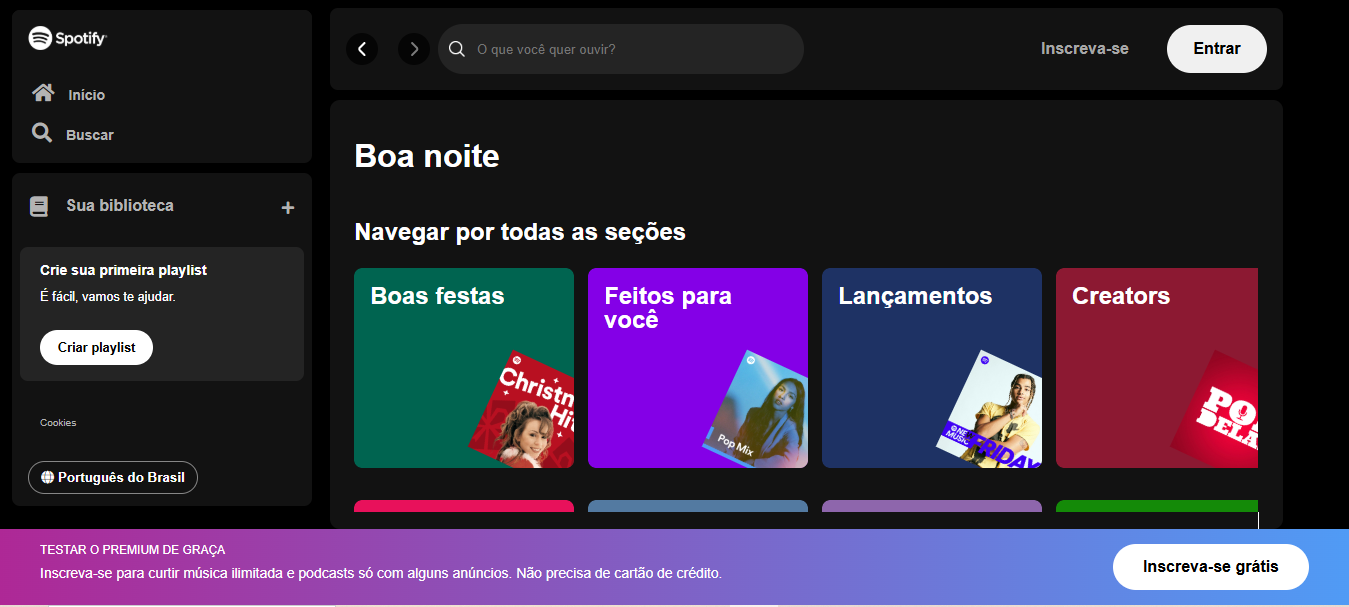 Spotify
Início
Buscar
Sua biblioteca
+
Crie sua primeira playlist
É fácil, vamos te ajudar.
Criar playlist
Cookies
Português do Brasil
O que você quer ouvir?
Inscreva-se
Entrar
Boa noite
Navegar por todas as seções
Boas festas
Christm
Hit
Feitos para
você
Pop Mix
Lançamentos
NE
MUSIC
FRIDAY
Creators
PO
DELA
TESTAR O PREMIUM DE GRAÇA
Inscreva-se para curtir música ilimitada e podcasts só com alguns anúncios. Não precisa de cartão de crédito.
Inscreva-se grátis